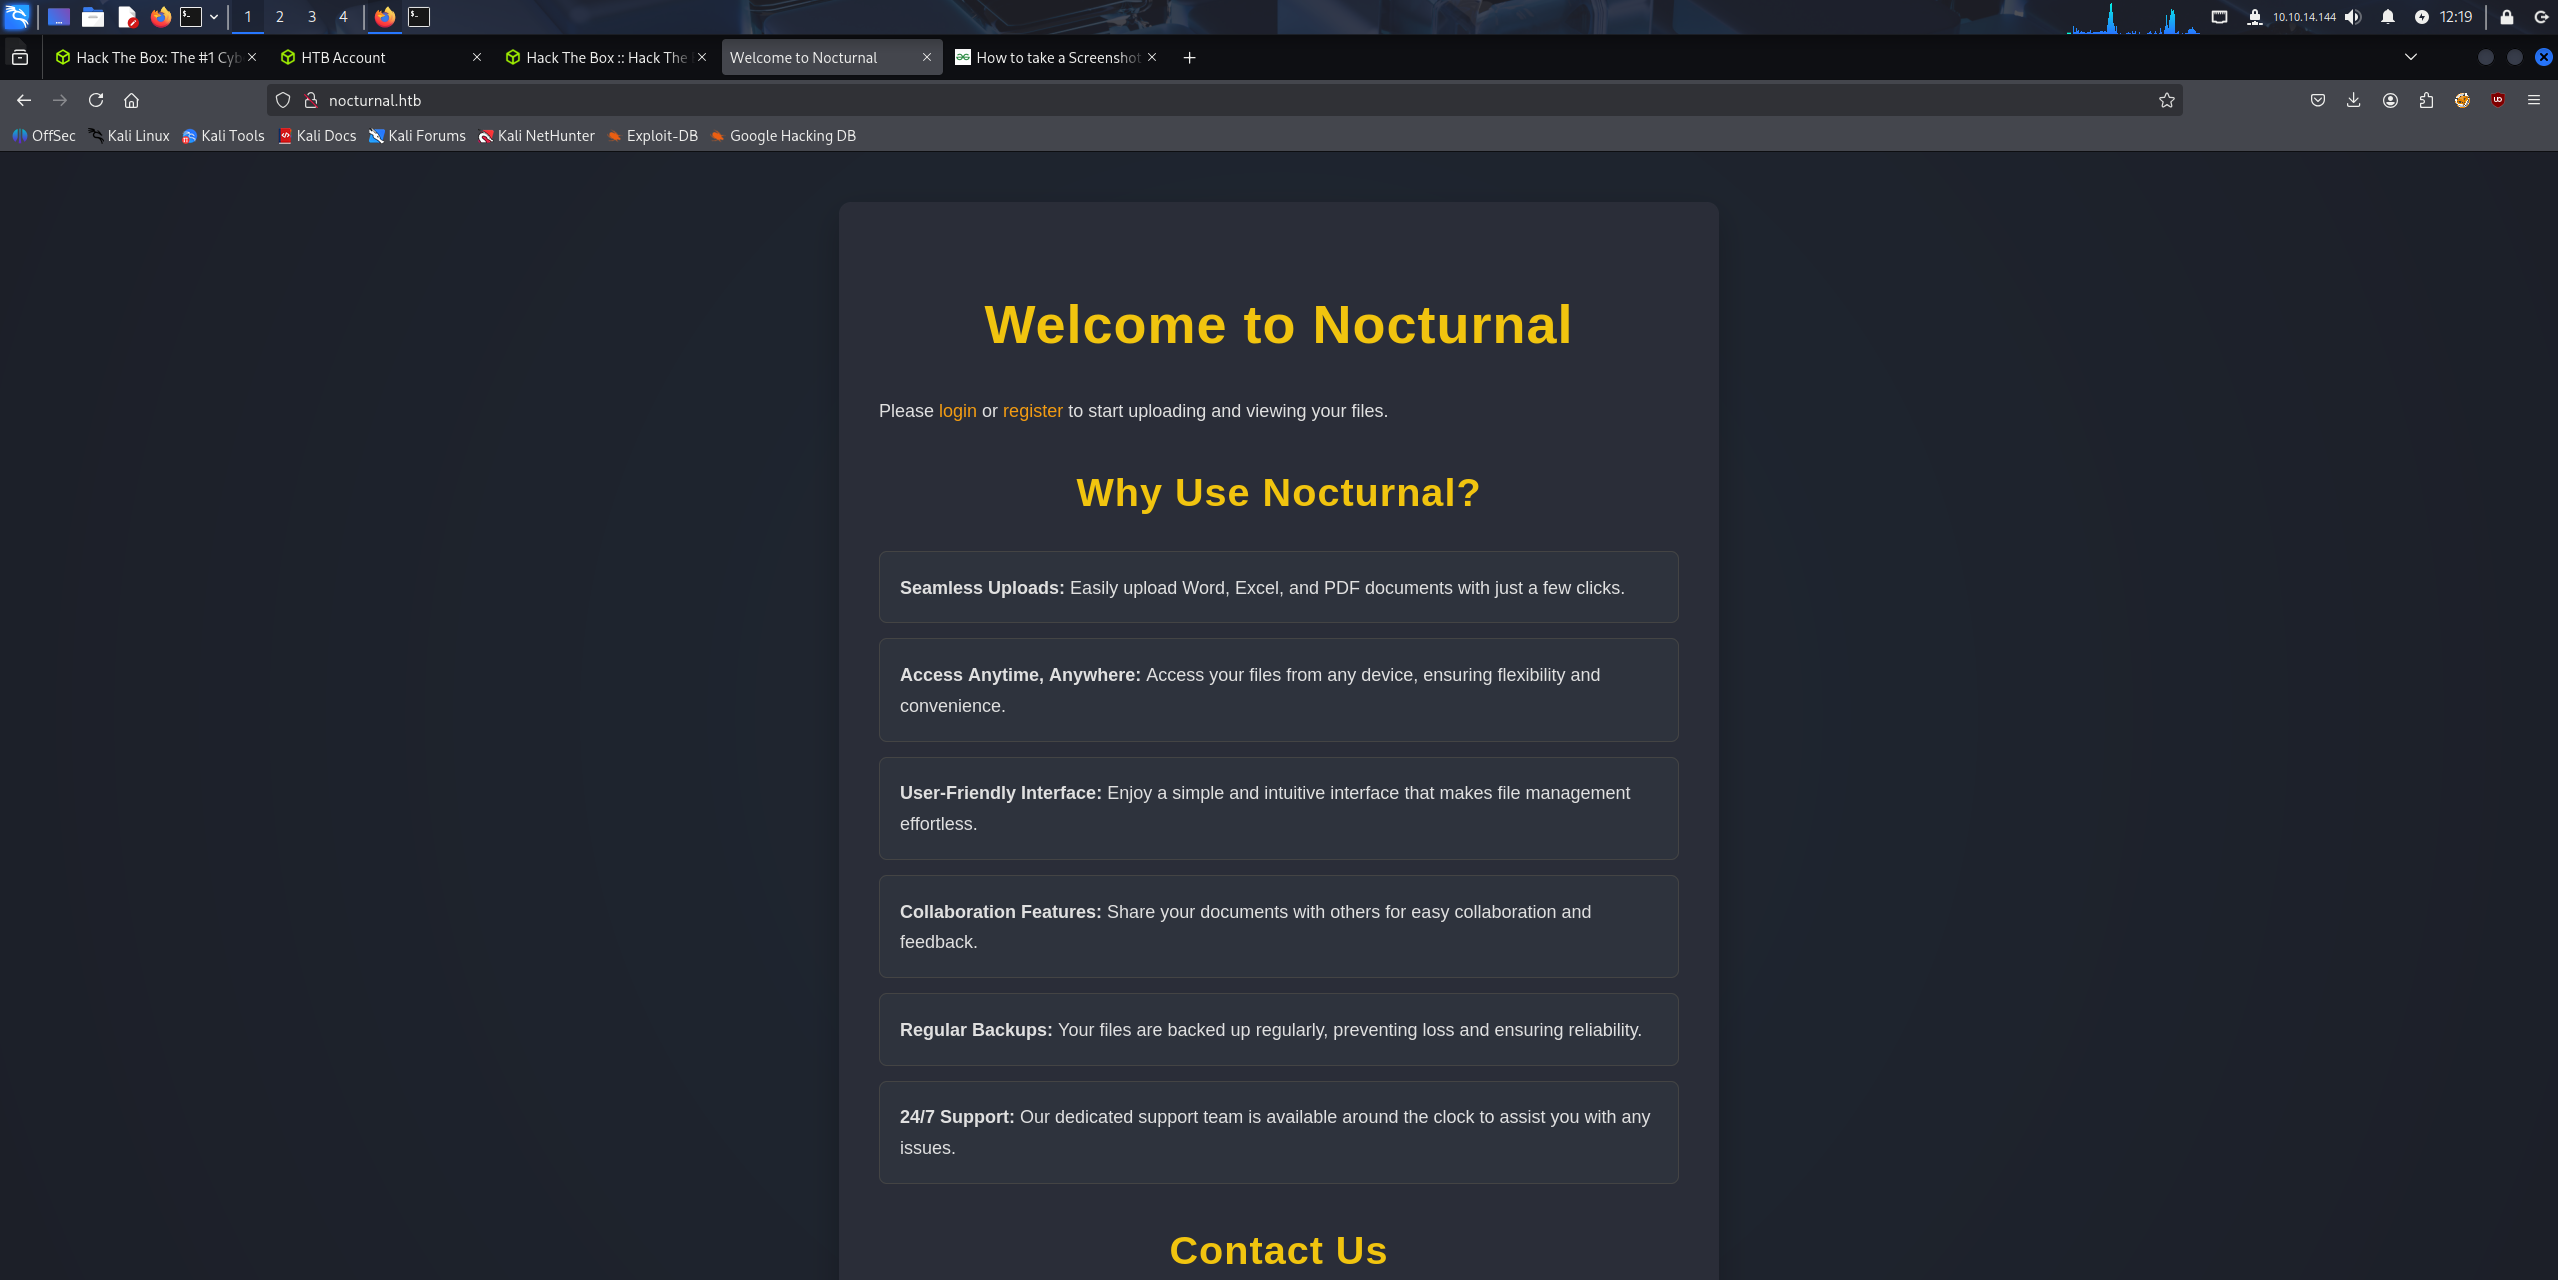 1 2 3 4 10.10.14.144 12:19
Hack The Box: The #1 Cyb HTB Account Hack The Box :: Hack The Welcome to Nocturnal How to take a Screenshot
nocturnal.htb
OffSec Kali Linux Kali Tools Kali Docs Kali Forums Kali NetHunter Exploit-DB Google Hacking DB
Welcome to Nocturnal
Please login or register to start uploading and viewing your files.
Why Use Nocturnal?
Seamless Uploads: Easily upload Word, Excel, and PDF documents with just a few clicks.
Access Anytime, Anywhere: Access your files from any device, ensuring flexibility and
convenience.
User-Friendly Interface: Enjoy a simple and intuitive interface that makes file management
effortless.
Collaboration Features: Share your documents with others for easy collaboration and
feedback.
Regular Backups: Your files are backed up regularly, preventing loss and ensuring reliability.
24/7 Support: Our dedicated support team is available around the clock to assist you with any
issues.
Contact Us